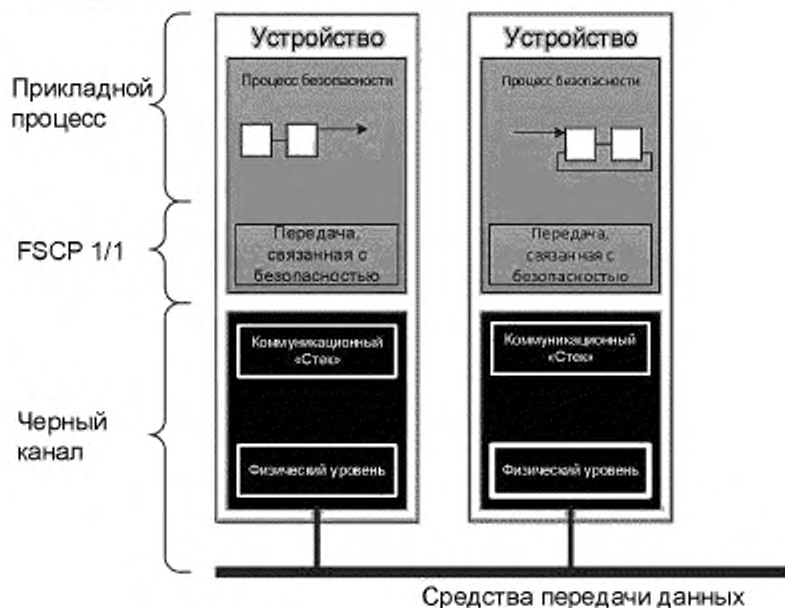 Устройство
Устройство
Процесс безопасности
Процесс безопасности
Прикладной
процесс
FSCP 1/1
Передача,
связанная с
безопасностью
Передача,
связанная с
безопасностью
Коммуникационный
«Стек»
Коммуникационный
«Стек»
Черный
канал
Физический уровень
Физический уровень
Средства передачи данных